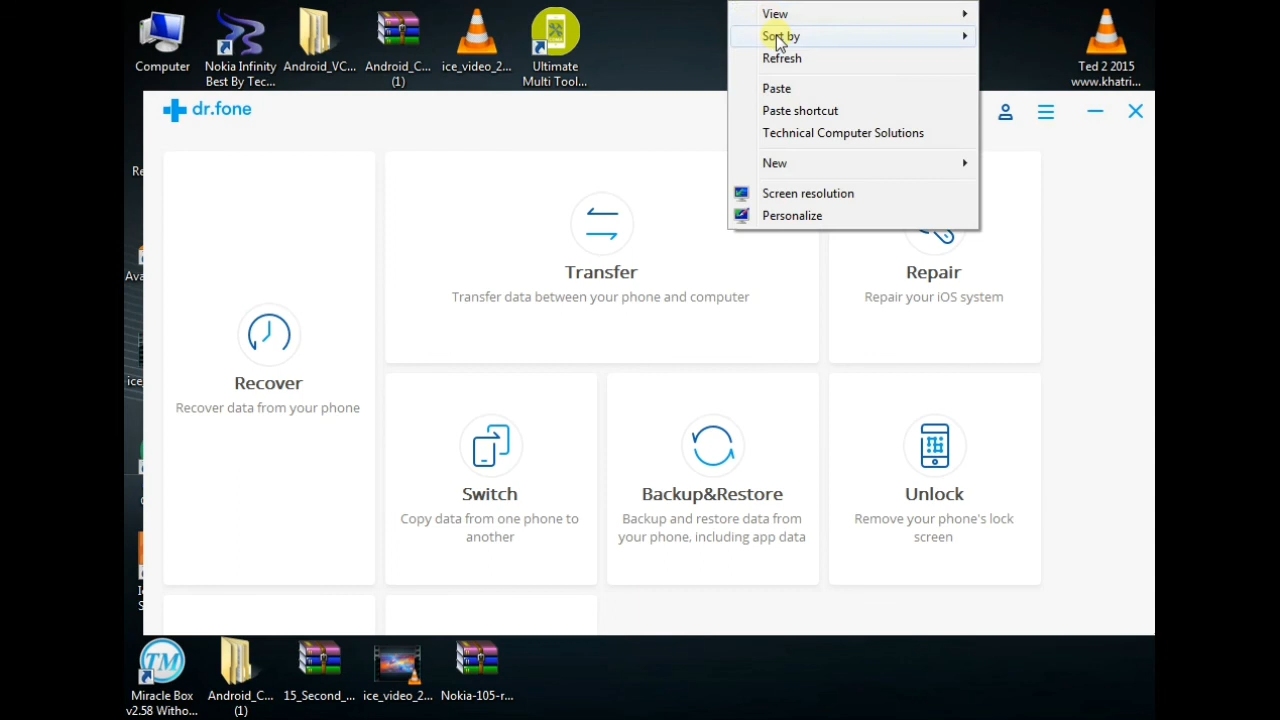 View
Sort by
Refresh
Paste
Paste shortcut
Technical Computer Solutions
New
Screen resolution
Personalize
Computer
Nokia Infinity
Best By Tec...
Android_VC...
Android_C...
(1)
ice_video_2...
Ultimate
Multi Tool...
Ted 2 2015
www.khatri...
dr.fone
Re
Ava
ice_
Recover
Recover data from your phone
Transfer
Transfer data between your phone and computer
Repair
Repair your iOS system
Switch
Copy data from one phone to
another
Backup&Restore
Backup and restore data from
your phone, including app data
Unlock
Remove your phone's lock
screen
TM
Miracle Box
v2.58 Witho...
Android_C...
(1)
15_Second_...
ice_video_2...
Nokia-105-r...